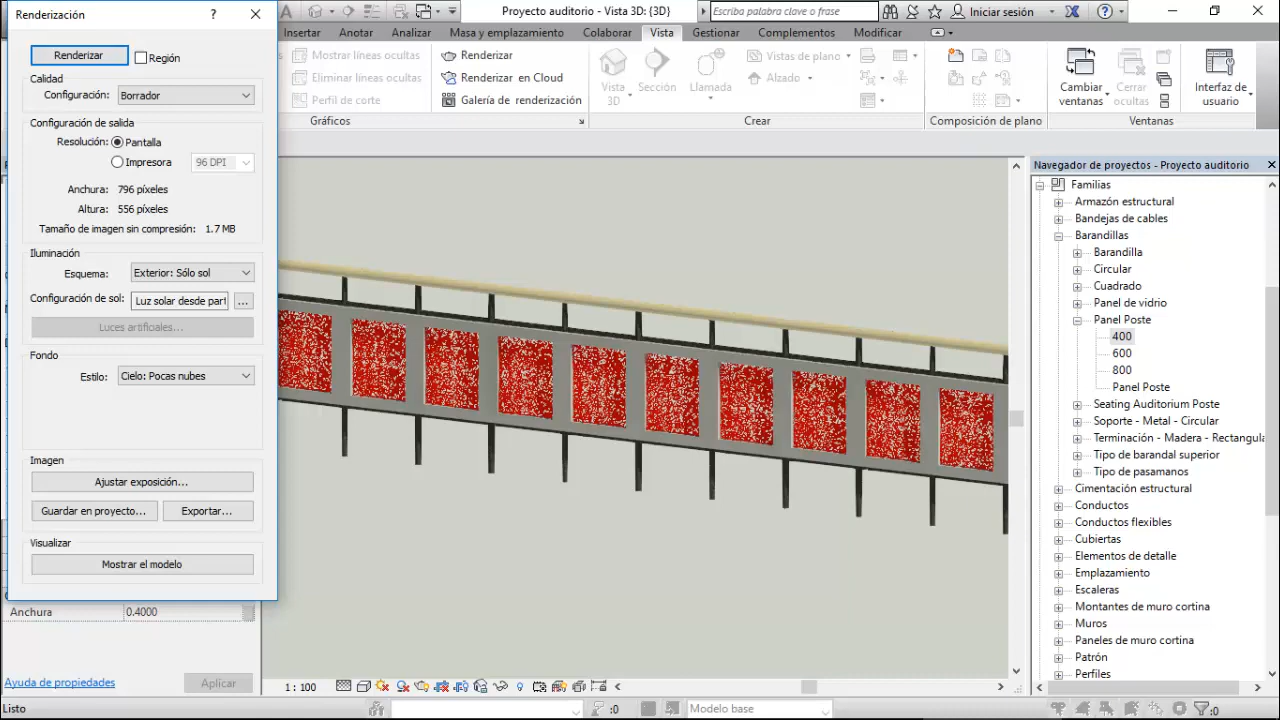 Renderización
?
Proyecto auditorio - Vista 3D: {3D}
Escriba palabra clave o frase
Iniciar sesión
Insertar
Anotar
Analizar
Masa y emplazamiento
Colaborar
Vista
Gestionar
Complementos
Modificar
Renderizar
Región
Calidad
Configuración:
Borrador
Configuración de salida
Resolución:
Pantalla
Impresora
96 DPI
Anchura:
796 píxeles
Altura:
556 píxeles
Tamaño de imagen sin compresión:
1.7 MB
Iluminación
Esquema:
Exterior: Sólo sol
Configuración de sol:
Luz solar desde part
...
Luces artificiales...
Fondo
Estilo:
Cielo: Pocas nubes
Imagen
Ajustar exposición...
Guardar en proyecto...
Exportar...
Visualizar
Mostrar el modelo
Anchura
0.4000
Ayuda de propiedades
Aplicar
Mostrar líneas ocultas
Eliminar líneas ocultas
Perfil de corte
Gráficos
Renderizar
Renderizar en Cloud
Galería de renderización
Vista
3D
Sección
Llamada
Vistas de plano
Alzado
Crear
Composición de plano
Cambiar
ventanas
Cerrar
ocultas
Interfaz de
usuario
Ventanas
Navegador de proyectos - Proyecto auditorio
Familias
Armazón estructural
Bandejas de cables
Barandillas
Barandilla
Circular
Cuadrado
Panel de vidrio
Panel Poste
400
600
800
Panel Poste
Seating Auditorium Poste
Soporte - Metal - Circular
Terminación - Madera - Rectangula
Tipo de barandal superior
Tipo de pasamanos
Cimentación estructural
Conductos
Conductos flexibles
Cubiertas
Elementos de detalle
Emplazamiento
Escaleras
Montantes de muro cortina
Muros
Paneles de muro cortina
Patrón
Perfiles
1 : 100
Listo
:0
Modelo base
:0